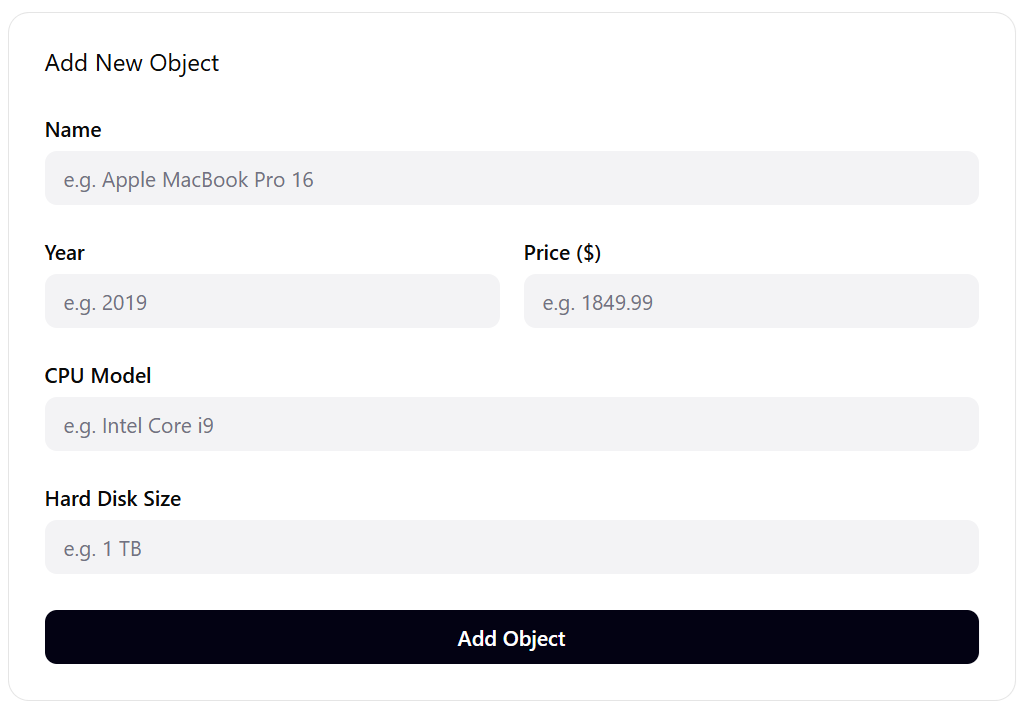 Add New Object
Name
e.g. Apple MacBook Pro 16
Year
Price ($)
e.g. 2019
e.g. 1849.99
CPU Model
e.g. Intel Core i9
Hard Disk Size
e.g. 1 TB
Add Object